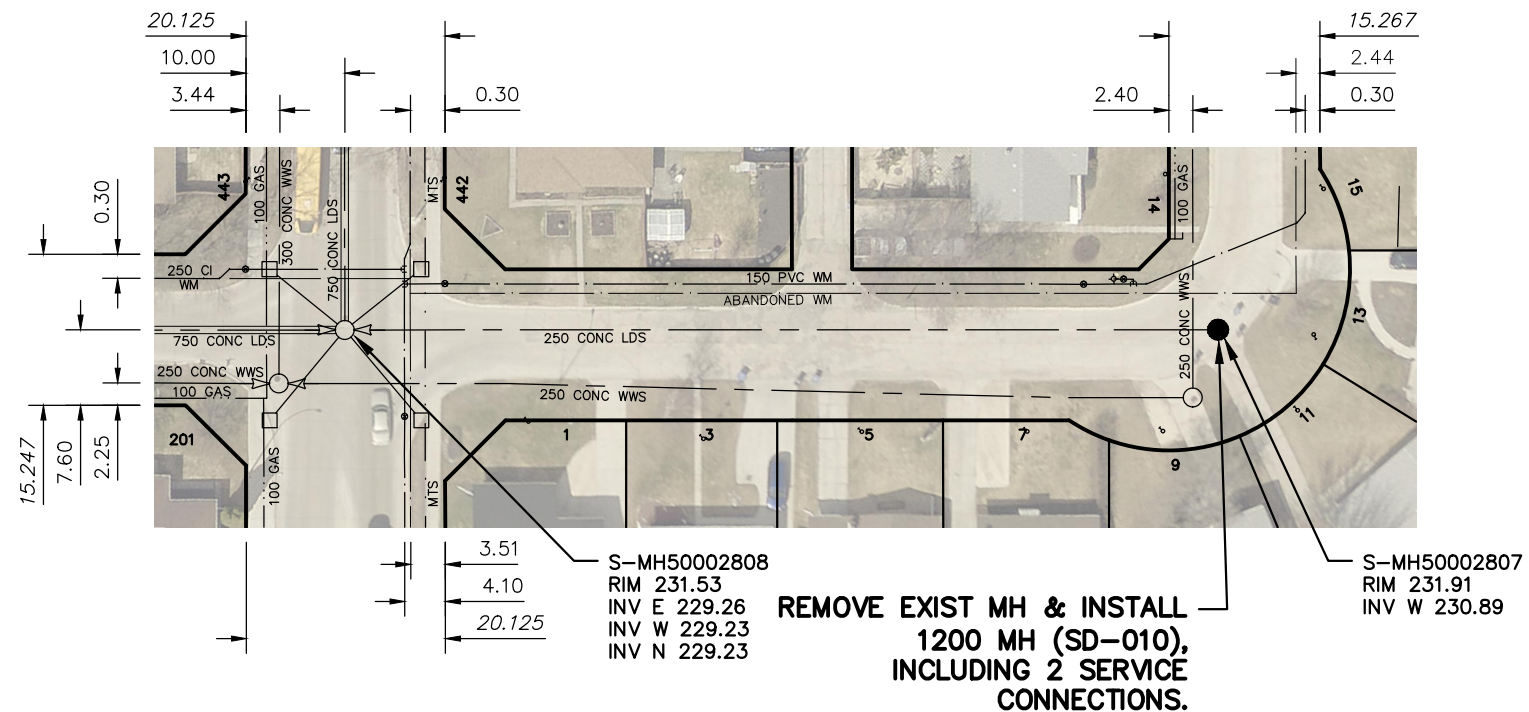 20.125
15.267
10.00
2.44
3.44
0.30
2.40
0.30
443
100 GAS
300 CONC WWS
750 CONC LDS
MTS
442
14
100 GAS
15
0.30
250 CI
WM
150 PVC WM
ABANDONED WM
250 CONC WWS
13
750 CONC LDS
250 CONC LDS
250 CONC WWS
100 GAS
250 CONC WWS
201
1
3
5
7
9
11
15.247
7.60
2.25
100 GAS
MTS
3.51
4.10
20.125
S-MH50002808
RIM 231.53
INV E 229.26
INV W 229.23
INV N 229.23
REMOVE EXIST MH & INSTALL
1200 MH (SD-010),
INCLUDING 2 SERVICE
CONNECTIONS.
S-MH50002807
RIM 231.91
INV W 230.89